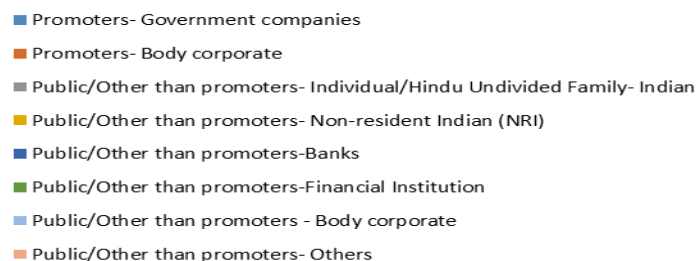 Promoters- Government companies
Promoters- Body corporate
Public/Other than promoters- Individual/Hindu Undivided Family- Indian
Public/Other than promoters- Non-resident Indian (NRI)
Public/Other than promoters-Banks
Public/Other than promoters-Financial Institution
Public/Other than promoters - Body corporate
Public/Other than promoters- Others